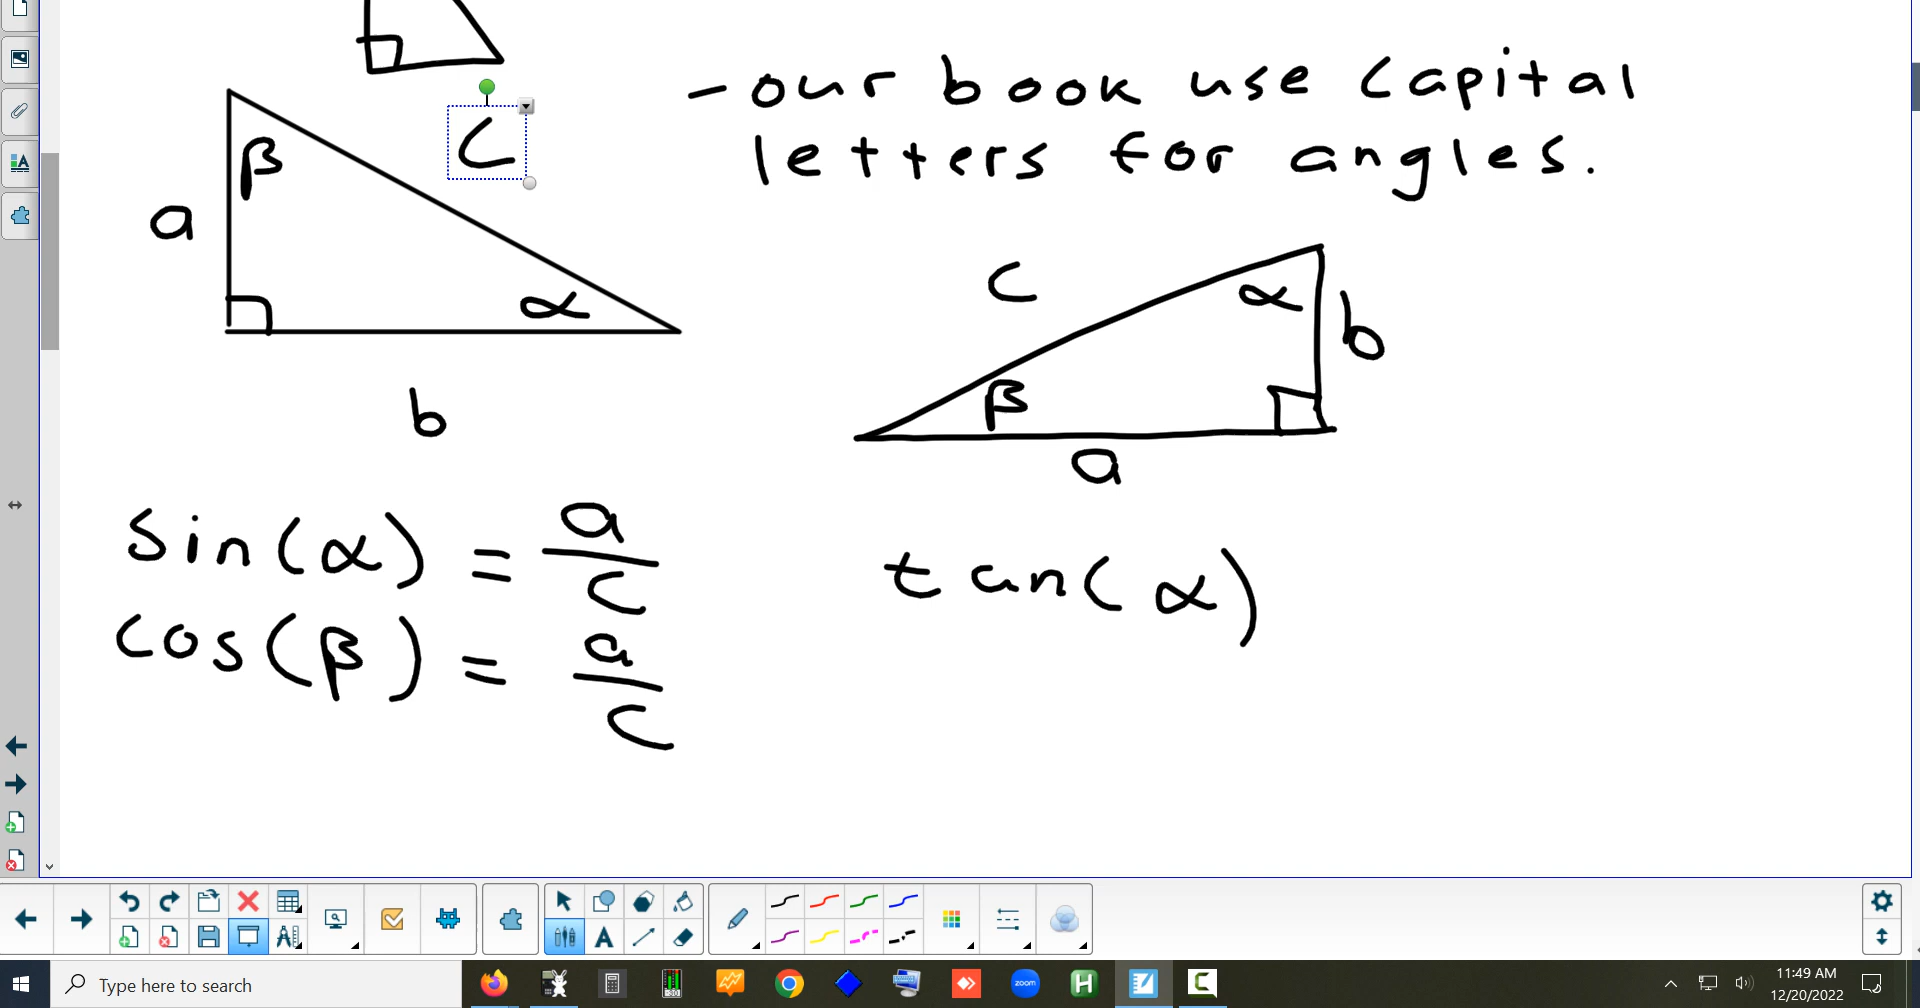 - our book use capital
letters for angles.
β
C
a
α
b
c
α
b
β
a
sin(α) = a/c
cos(β) = a/c
tan(α)
A
Type here to search
zoom
H
11:49 AM
12/20/2022